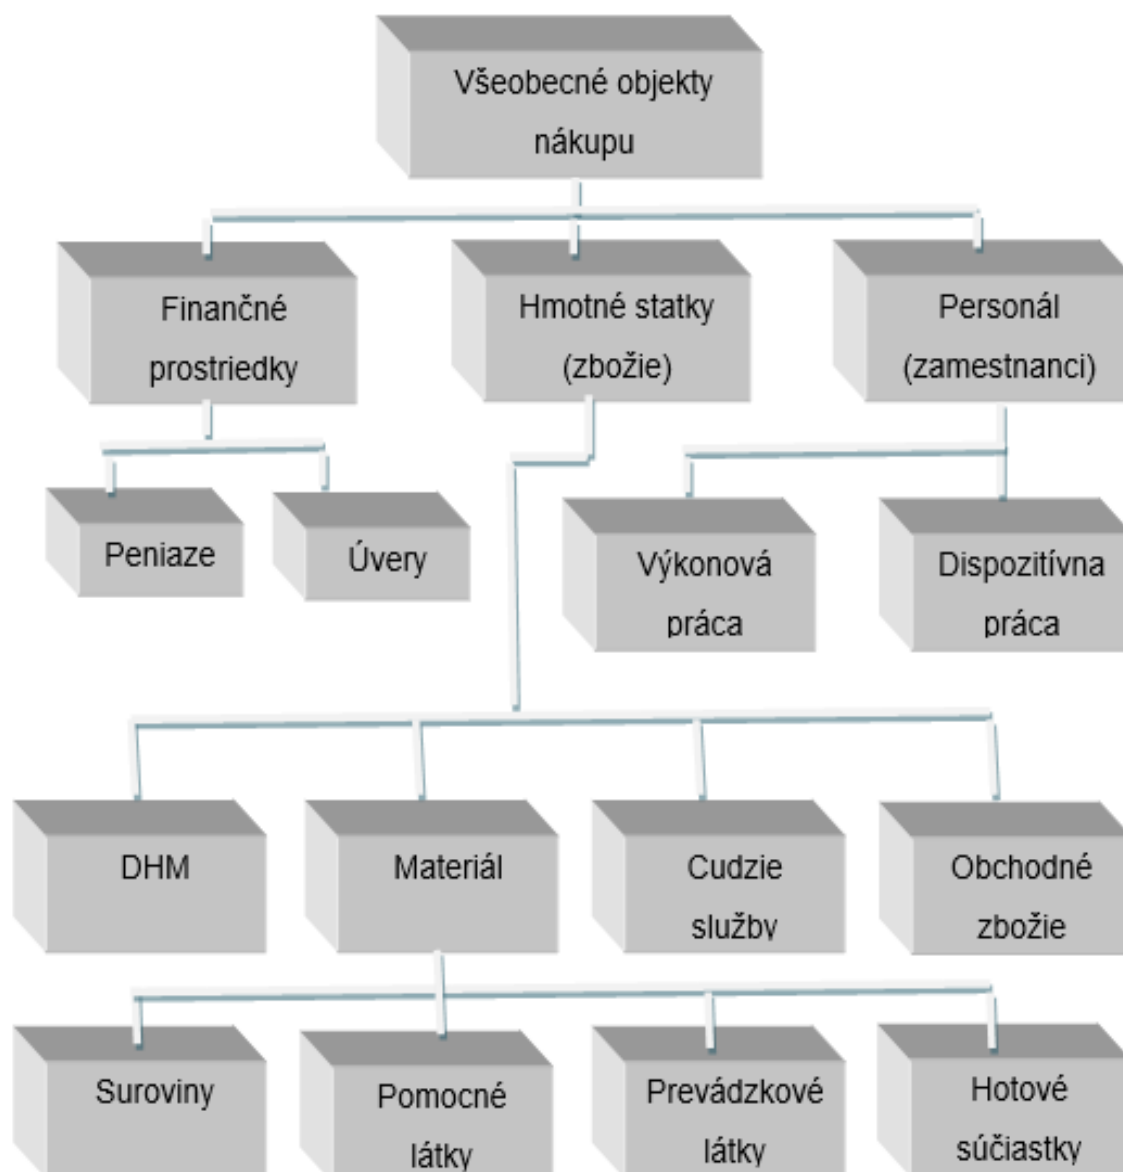 Všeobecné objekty
nákupu
Finančné
prostriedky
Hmotné statky
(zbožie)
Personál
(zamestnanci)
Peniaze
Úvery
Výkonová
práca
Dispozitívna
práca
DHM
Materiál
Cudzie
služby
Obchodné
zbožie
Suroviny
Pomocné
látky
Prevádzkové
látky
Hotové
súčiastky